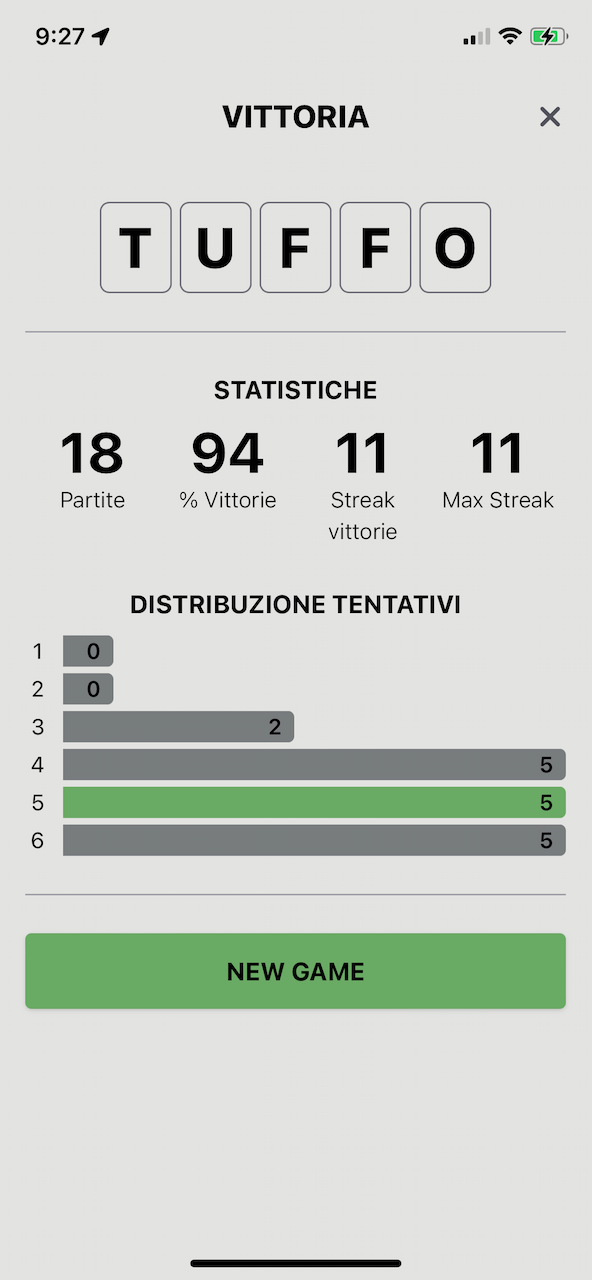 9:27
VITTORIA
TUFFO
STATISTICHE
18 94 11 11
Partite % Vittorie Streak vittorie Max Streak
DISTRIBUZIONE TENTATIVI
1 0
2 0
3 2
4 5
5 5
6 5
NEW GAME